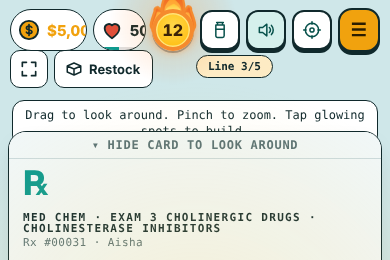 $5,00
50
12
Restock
Line 3/5
Drag to look around. Pinch to zoom. Tap glowing
spots to build
▾ HIDE CARD TO LOOK AROUND
℞
MED CHEM · EXAM 3 CHOLINERGIC DRUGS ·
CHOLINESTERASE INHIBITORS
Rx #00031 · Aisha